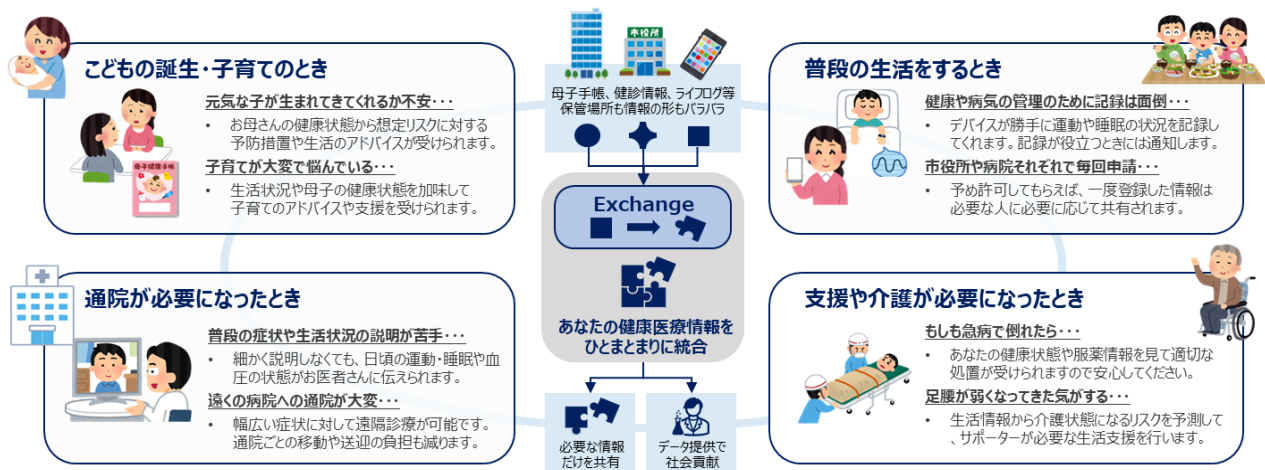 こどもの誕生・子育てのとき
元気な子が生まれてきてくれるか不安・・・
• お母さんの健康状態から想定リスクに対する
予防措置や生活のアドバイスが受けられます。
子育てが大変で悩んでいる・・・
• 生活状況や母子の健康状態を加味して
子育てのアドバイスや支援を受けられます。
母子健康手帳
市役所
母子手帳、健診情報、ライフログ等
保管場所も情報の形もバラバラ
Exchange
あなたの健康医療情報を
ひとまとまりに統合
必要な情報
だけを共有
データ提供で
社会貢献
普段の生活をするとき
健康や病気の管理のために記録は面倒・・・
• デバイスが勝手に運動や睡眠の状況を記録し
てくれます。記録が役立つときには通知します。
市役所や病院それぞれで毎回申請・・・
• 予め許可してもらえば、一度登録した情報は
必要な人に必要に応じて共有されます。
通院が必要になったとき
普段の症状や生活状況の説明が苦手・・・
• 細かく説明しなくても、日頃の運動・睡眠や血
圧の状態がお医者さんに伝えられます。
遠くの病院への通院が大変・・・
• 幅広い症状に対して遠隔診療が可能です。
通院ごとの移動や送迎の負担も減ります。
支援や介護が必要になったとき
もしも急病で倒れたら・・・
• あなたの健康状態や服薬情報を見て適切な
処置が受けられますので安心してください。
足腰が弱くなってきた気がする・・・
• 生活情報から介護状態になるリスクを予測して
、サポーターが必要な生活支援を行います。